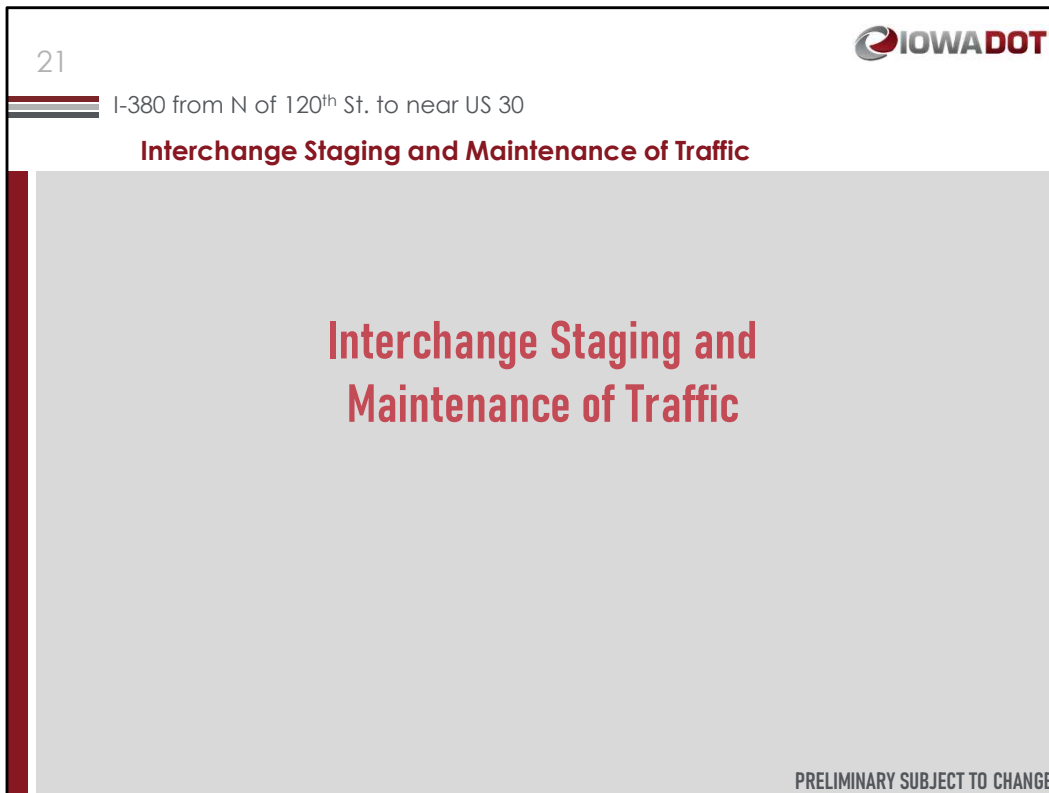 21
IOWADOT
I-380 from N of 120th St. to near US 30
Interchange Staging and Maintenance of Traffic
Interchange Staging and
Maintenance of Traffic
PRELIMINARY SUBJECT TO CHANGE